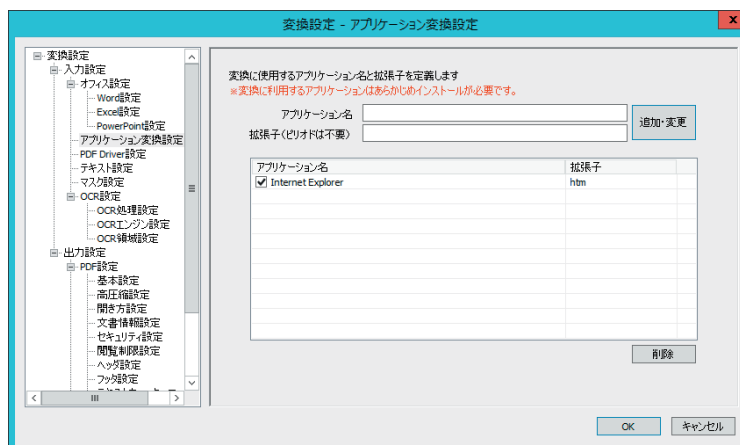 変換設定 - アプリケーション変換設定
x
変換設定
入力設定
オフィス設定
Word設定
Excel設定
PowerPoint設定
アプリケーション変換設定
PDF Driver設定
テキスト設定
マスク設定
OCR設定
OCR処理設定
OCRエンジン設定
OCR領域設定
出力設定
PDF設定
基本設定
高圧縮設定
開き方設定
文書情報設定
セキュリティ設定
閲覧制限設定
ヘッダ設定
フッタ設定
変換に使用するアプリケーション名と拡張子を定義します
※変換に利用するアプリケーションはあらかじめインストールが必要です。
アプリケーション名
拡張子(ピリオドは不要)
追加・変更
アプリケーション名 拡張子
Internet Explorer htm
削除
OK キャンセル